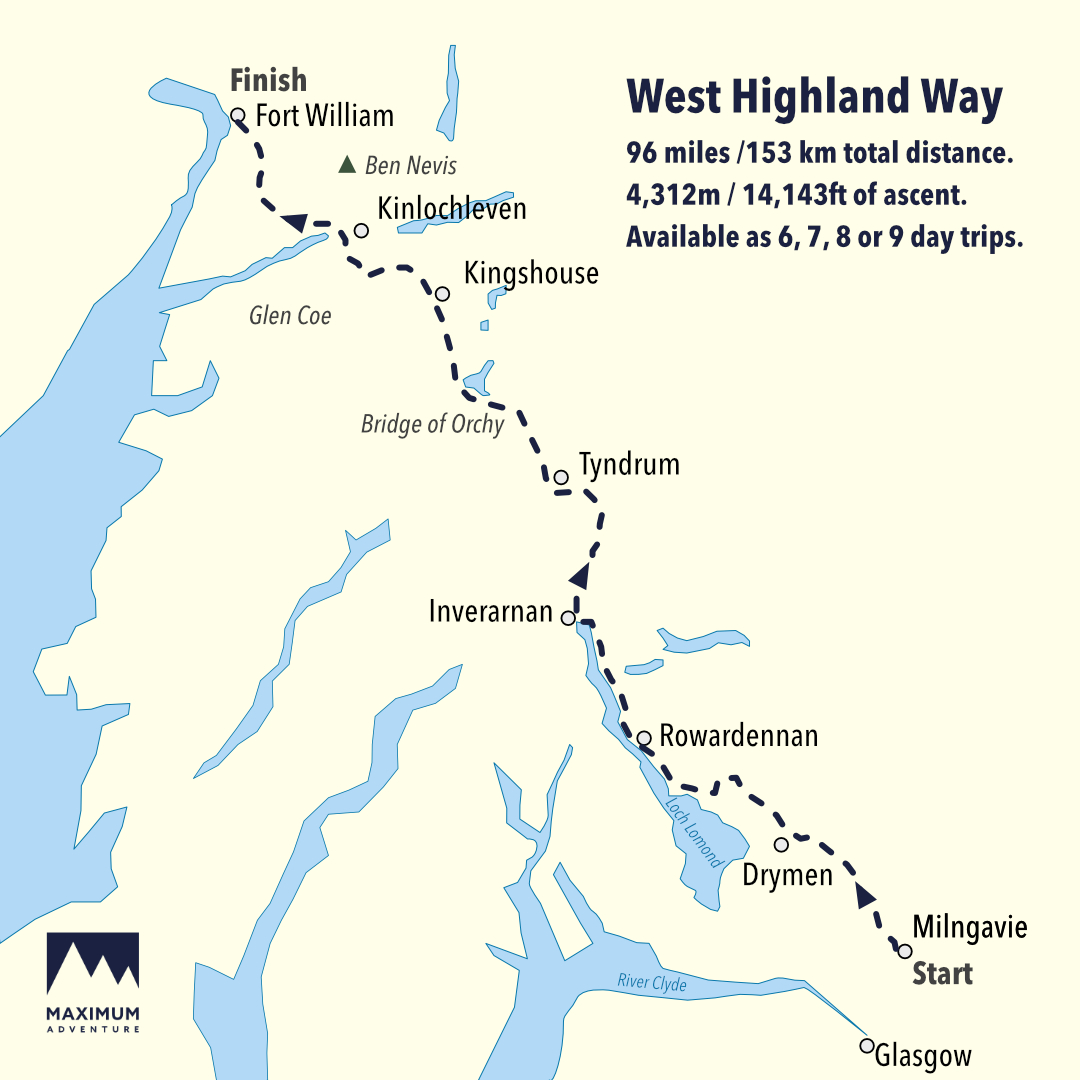 West Highland Way
96 miles /153 km total distance.
4,312m / 14,143ft of ascent.
Available as 6, 7, 8 or 9 day trips.
Finish
Fort William
Ben Nevis
Kinlochleven
Kingshouse
Glen Coe
Bridge of Orchy
Tyndrum
Inverarnan
Rowardennan
Loch Lomond
Drymen
Milngavie
Start
River Clyde
Glasgow
MAXIMUM
ADVENTURE